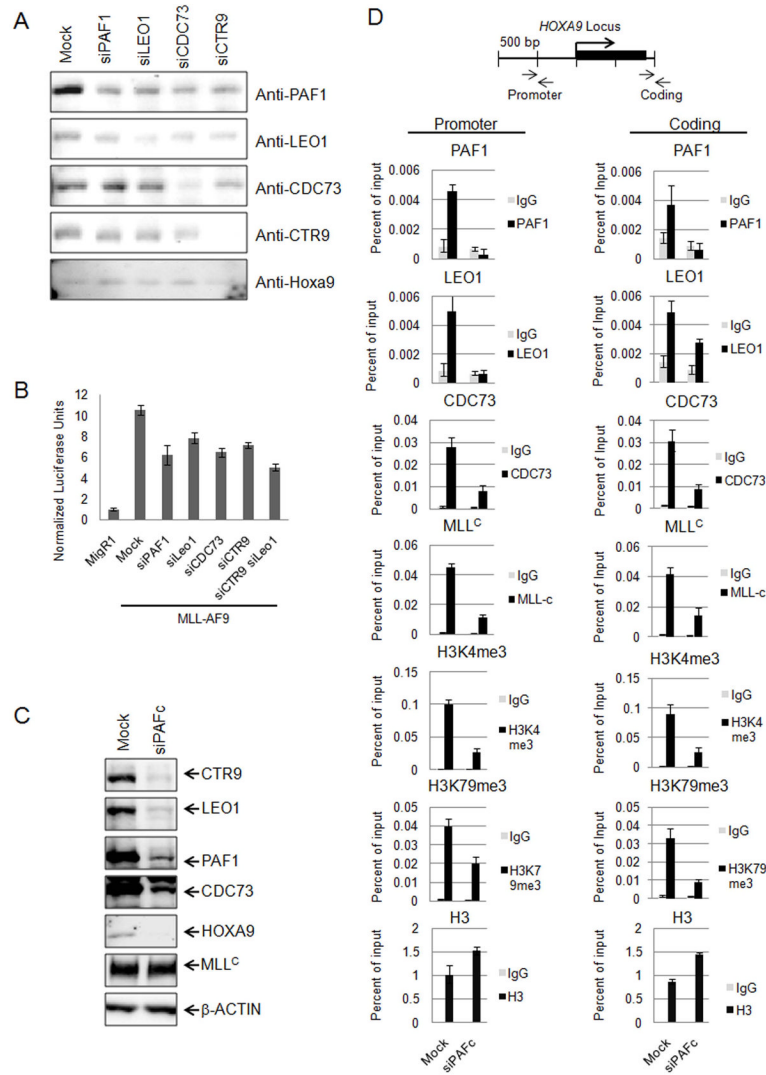 A
Mock
siPAF1
siLEO1
siCDC73
siCTR9
Anti-PAF1
Anti-LEO1
Anti-CDC73
Anti-CTR9
Anti-Hoxa9
B
Normalized Luciferase Units
12
10
8
6
4
2
0
MigR1
Mock
siPAF1
siLeo1
siCDC73
siCTR9
siCTR9 siLeo1
MLL-AF9
C
Mock
siPAFc
CTR9
LEO1
PAF1
CDC73
HOXA9
MLLᶜ
β-ACTIN
D
HOXA9 Locus
500 bp
Promoter
Coding
Promoter
PAF1
Percent of input
0.006
0.004
0.002
0
IgG
PAF1
LEO1
Percent of input
0.006
0.004
0.002
0
IgG
LEO1
CDC73
Percent of input
0.04
0.03
0.02
0.01
0
IgG
CDC73
MLLᶜ
Percent of input
0.06
0.04
0.02
0
IgG
MLL-c
H3K4me3
Percent of input
0.15
0.1
0.05
0
IgG
H3K4
me3
H3K79me3
Percent of input
0.05
0.04
0.03
0.02
0.01
0
IgG
H3K7
9me3
H3
Percent of input
2
1.5
1
0.5
0
IgG
H3
Mock
siPAFc
Coding
PAF1
Percent of input
0.006
0.004
0.002
0
IgG
PAF1
LEO1
Percent of Input
0.006
0.004
0.002
0
IgG
LEO1
CDC73
Percent of Input
0.04
0.03
0.02
0.01
0
IgG
CDC73
MLLᶜ
Percent of input
0.06
0.04
0.02
0
IgG
MLL-c
H3K4me3
Percent of input
0.15
0.1
0.05
0
IgG
H3K4
me3
H3K79me3
Percent of input
0.05
0.04
0.03
0.02
0.01
0
IgG
H3K79
me3
H3
Percent of input
2
1.5
1
0.5
0
IgG
H3
Mock
siPAFc